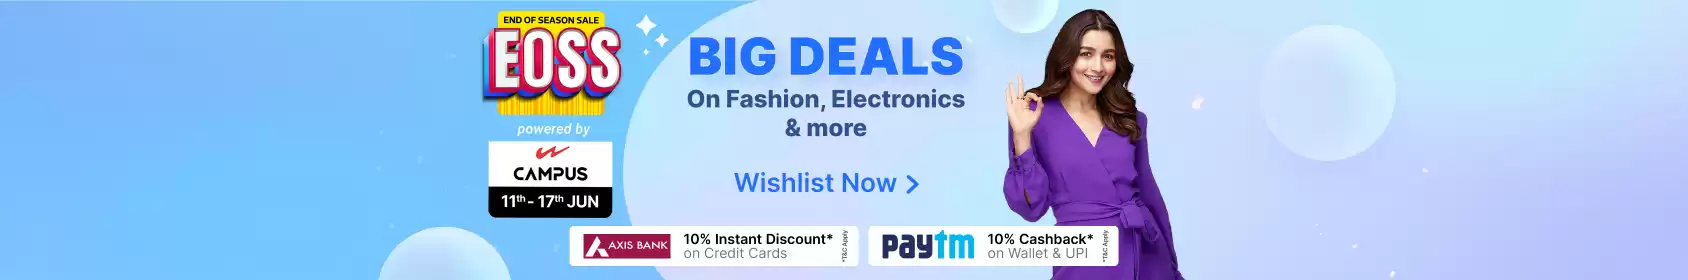 END OF SEASON SALE
EOSS
powered by
CAMPUS
11th - 17th JUN
BIG DEALS
On Fashion, Electronics
& more
Wishlist Now >
AXIS BANK
10% Instant Discount*
on Credit Cards
*T&C Apply
paytm
10% Cashback*
on Wallet & UPI
*T&C Apply